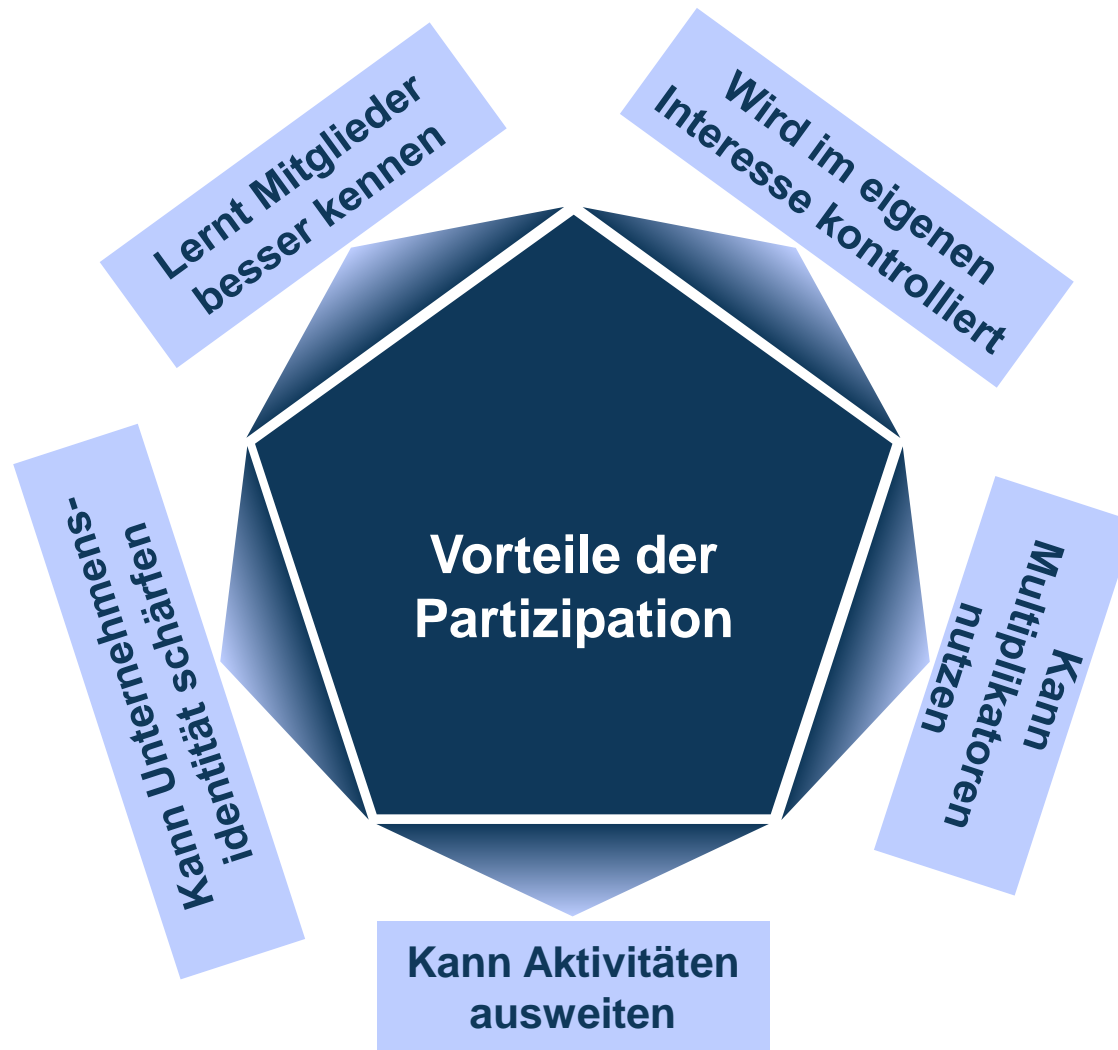 Lernt Mitglieder
besser kennen
Wird im eigenen
Interesse kontrolliert
Kann Unternehmens-
identität schärfen
Vorteile der
Partizipation
Kann
Multiplikatoren
nutzen
Kann Aktivitäten
ausweiten